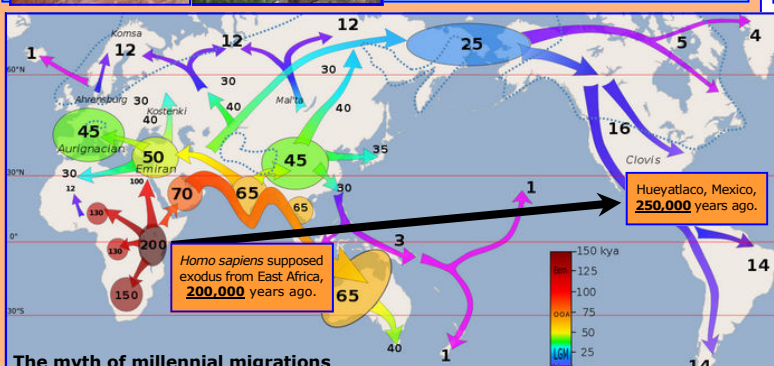 Komsa
12
4
1
12
12
25
5
60°N
30
30
Ahrensburg
30
Mal'ta
Kostenki
40
40
40
16
45
Aurignacian
50
Emiran
45
35
Clovis
30°N
30
12
100
70
65
30
1
65
Hueyatlaco, Mexico,
250,000 years ago.
130
0°
130
200
3
Homo sapiens supposed
exodus from East Africa,
200,000 years ago.
150 kya
Eem
125
100
OOA
75
50
LGM
25
14
150
65
30°S
40
1
14
The myth of millennial migrations